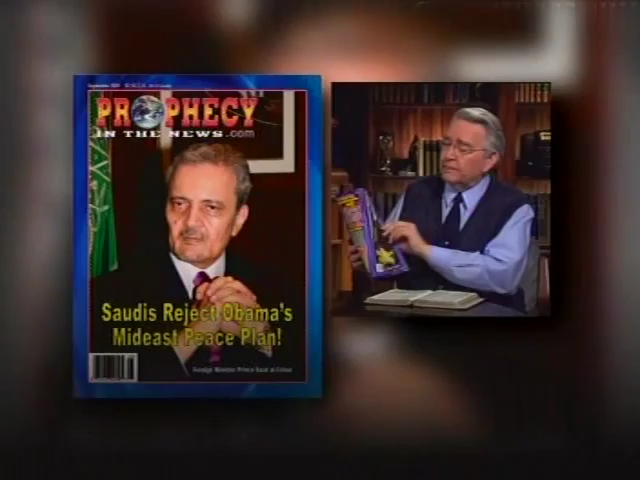 PROPHECY
IN THE NEWS.com
Saudis Reject Obama's
Mideast Peace Plan!
Foreign Minister Prince Saud al-Faisal